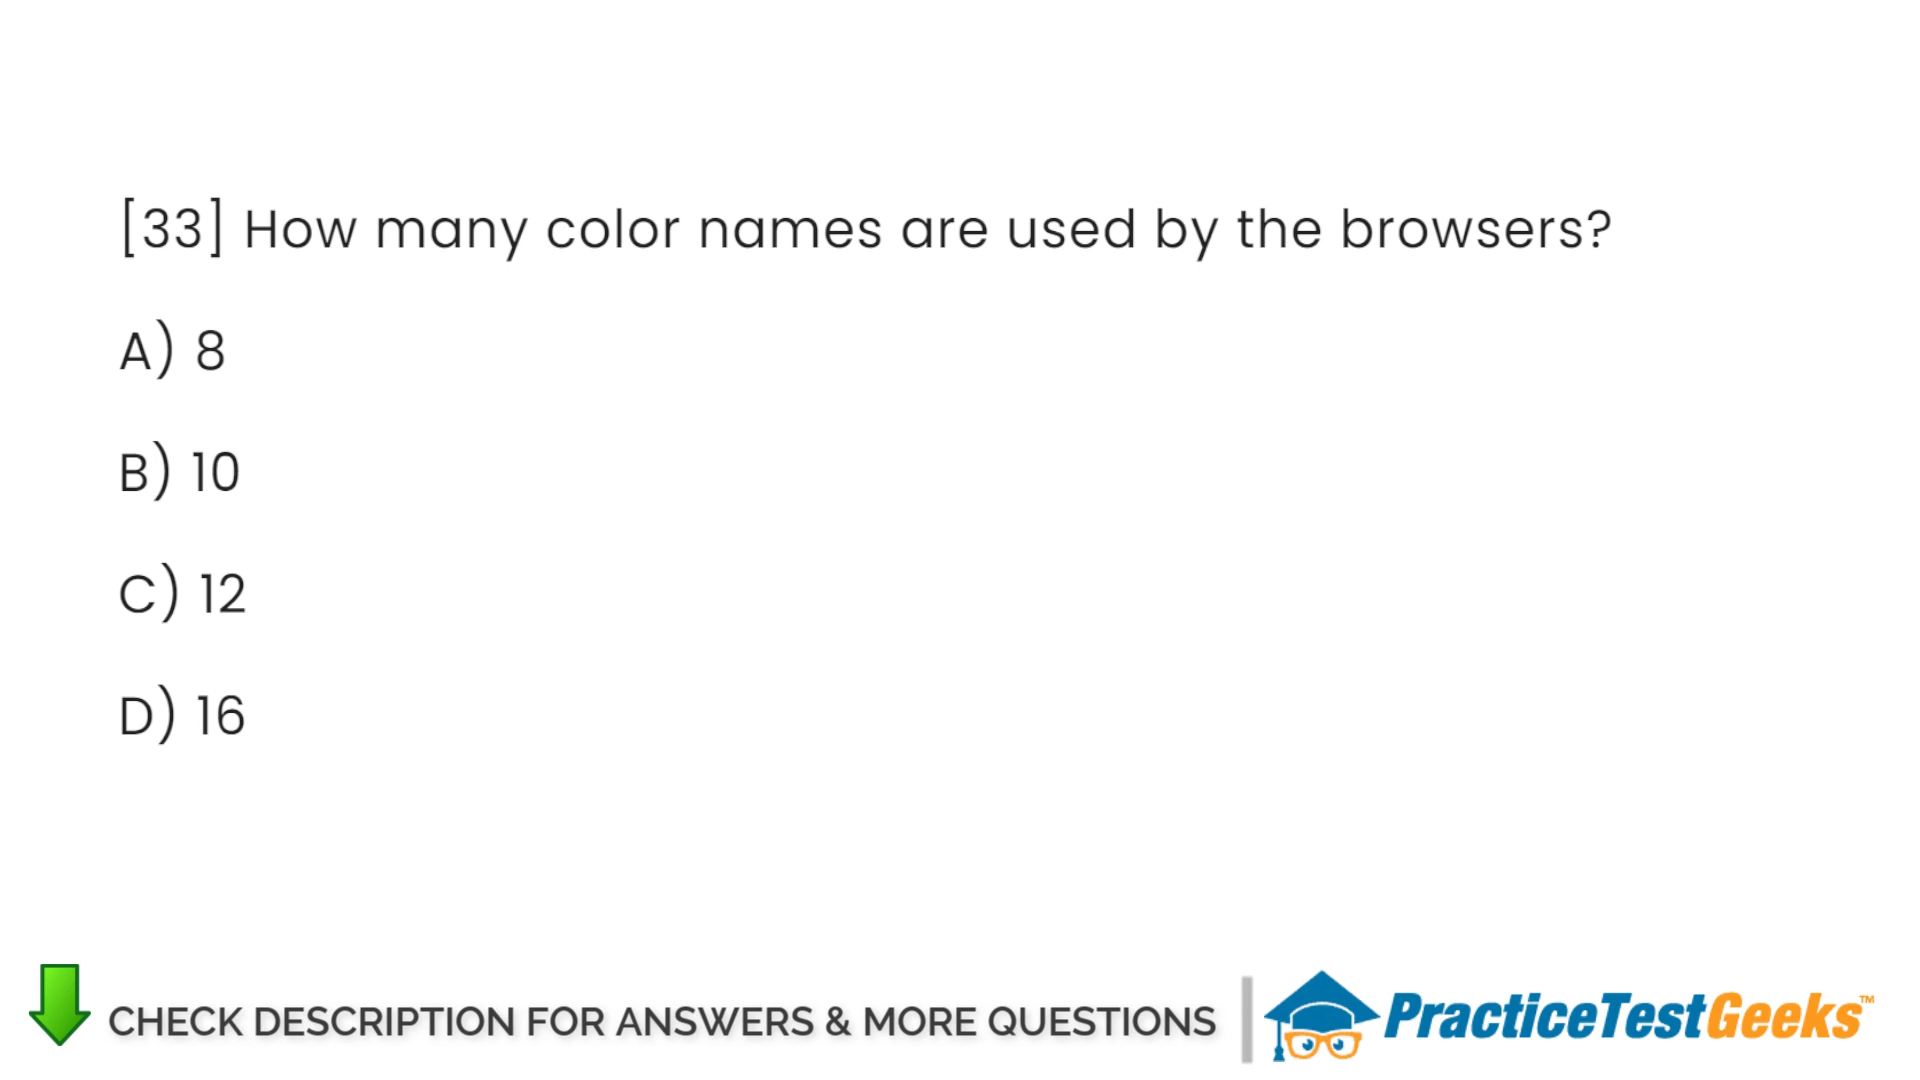 [33] How many color names are used by the browsers?
A) 8
B) 10
C) 12
D) 16
CHECK DESCRIPTION FOR ANSWERS & MORE QUESTIONS
PracticeTestGeeks™